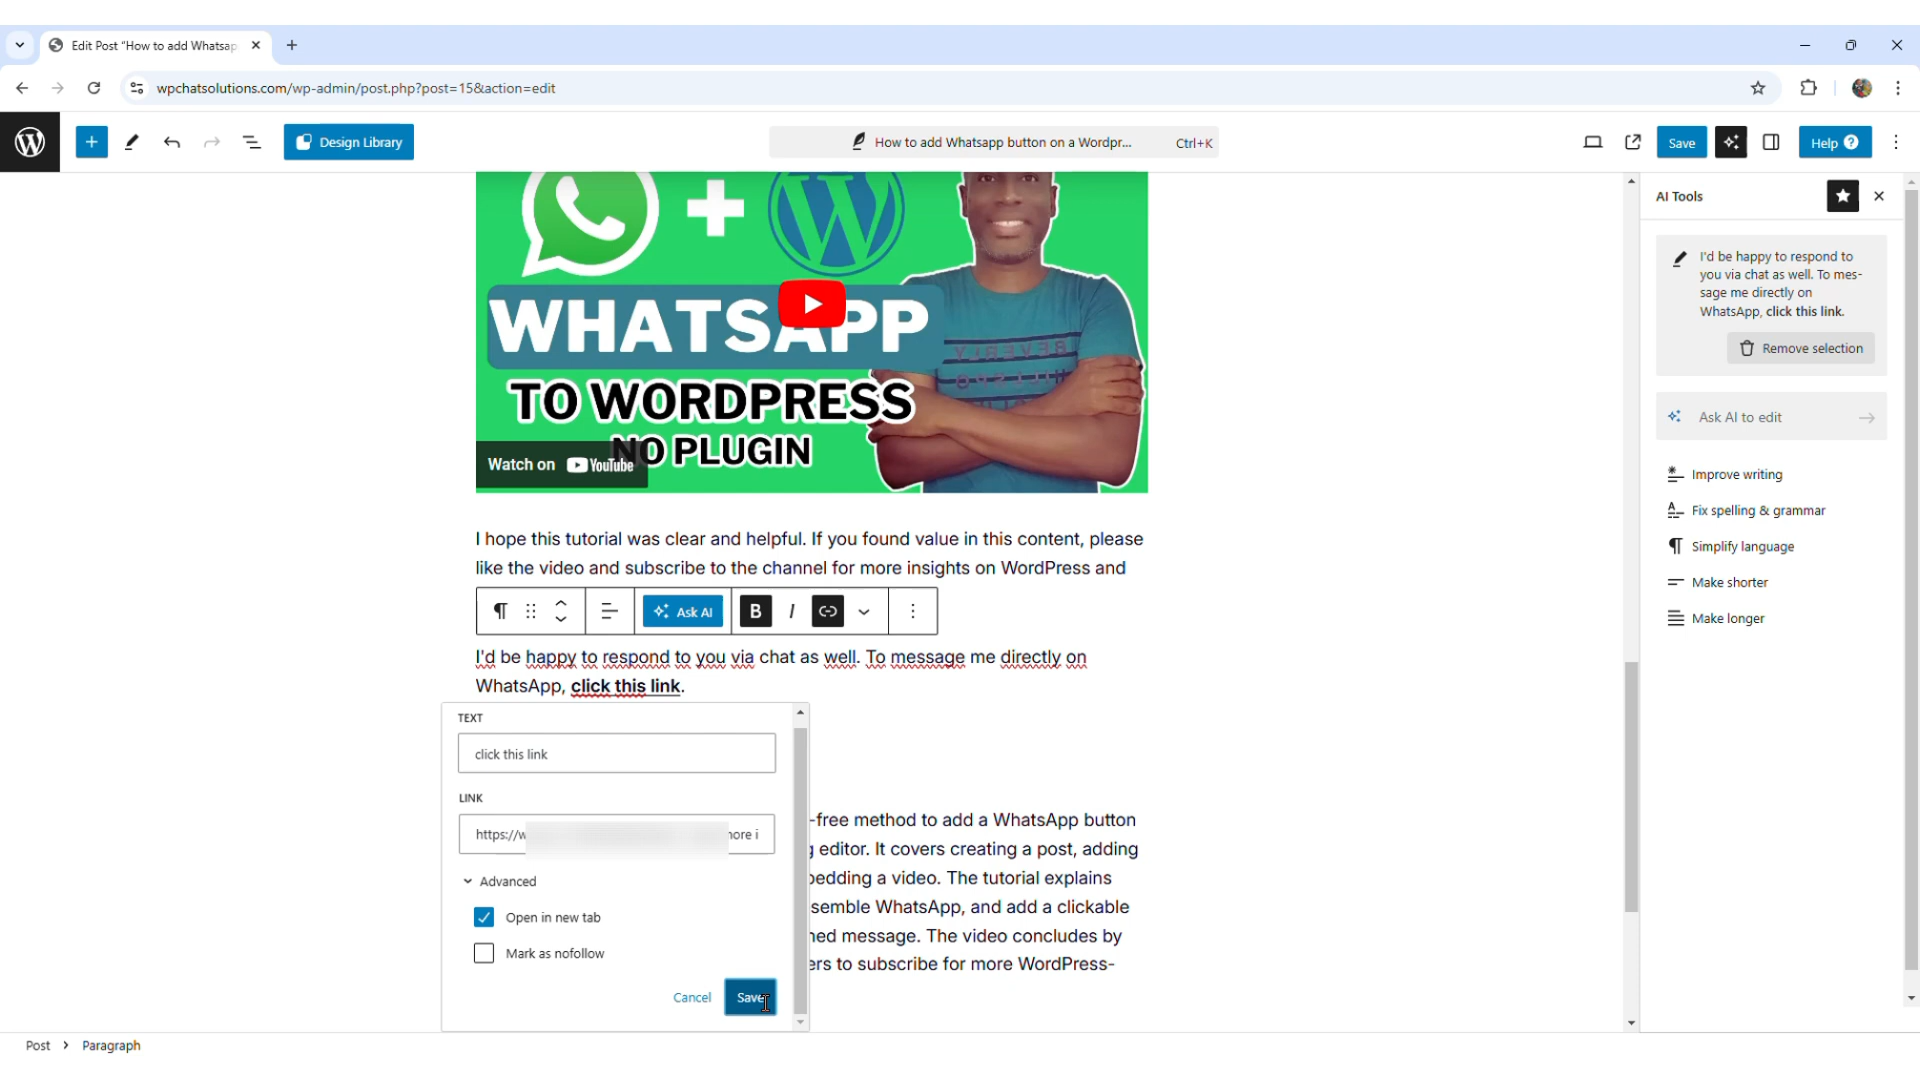 Edit Post "How to add Whatsap
wpchatsolutions.com/wp-admin/post.php?post=15&action=edit
Design Library
How to add Whatsapp button on a Wordpr... Ctrl+K
Save
Help
WHATSAPP
TO WORDPRESS
NO PLUGIN
BEVERLY
HILLS PO
Watch on YouTube
I hope this tutorial was clear and helpful. If you found value in this content, please
like the video and subscribe to the channel for more insights on WordPress and
Ask AI B I
I'd be happy to respond to you via chat as well. To message me directly on
WhatsApp, click this link.
TEXT
click this link
LINK
https://w
more i
Advanced
Open in new tab
Mark as nofollow
Cancel Save
-free method to add a WhatsApp button
g editor. It covers creating a post, adding
bedding a video. The tutorial explains
semble WhatsApp, and add a clickable
ned message. The video concludes by
ers to subscribe for more WordPress-
AI Tools
I'd be happy to respond to
you via chat as well. To mes-
sage me directly on
WhatsApp, click this link.
Remove selection
Ask AI to edit
Improve writing
Fix spelling & grammar
Simplify language
Make shorter
Make longer
Post > Paragraph